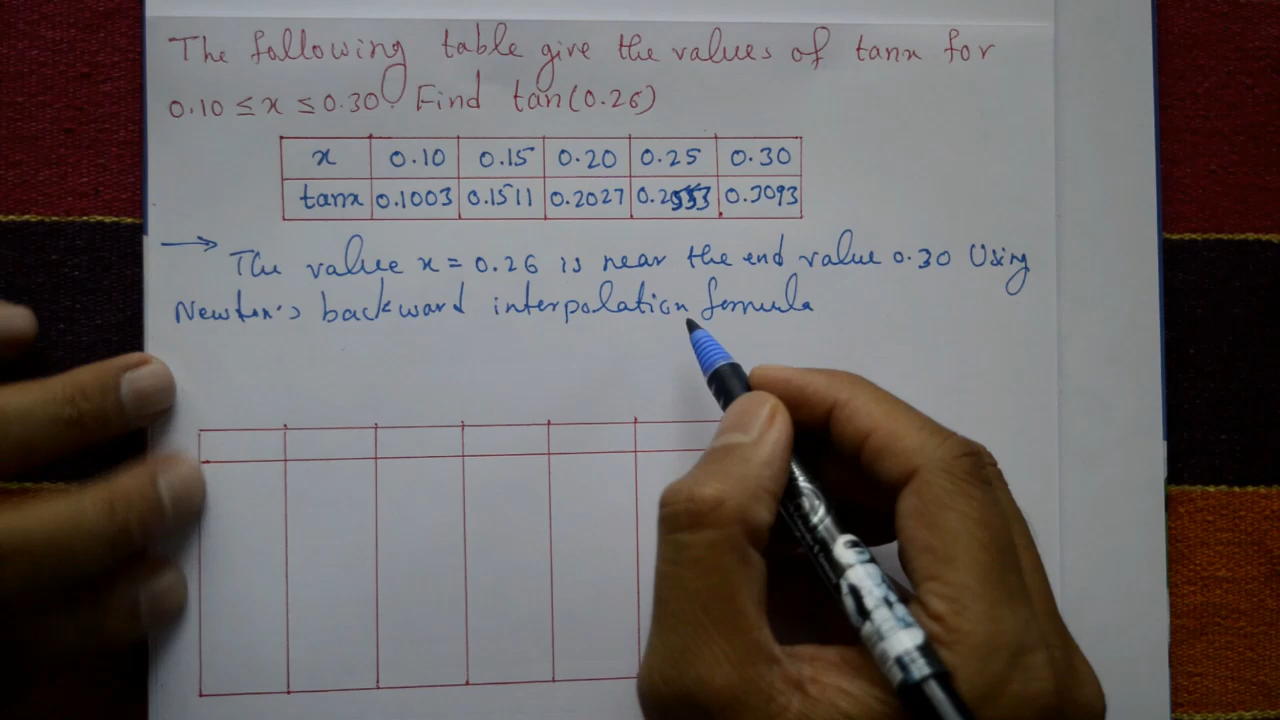 The following table give the values of tanx for
0.10 ≤ x ≤ 0.30. Find tan(0.26)
x 0.10 0.15 0.20 0.25 0.30
tanx 0.1003 0.1511 0.2027 0.2553 0.3093
→ The value x = 0.26 is near the end value 0.30 Using
Newton's backward interpolation formula